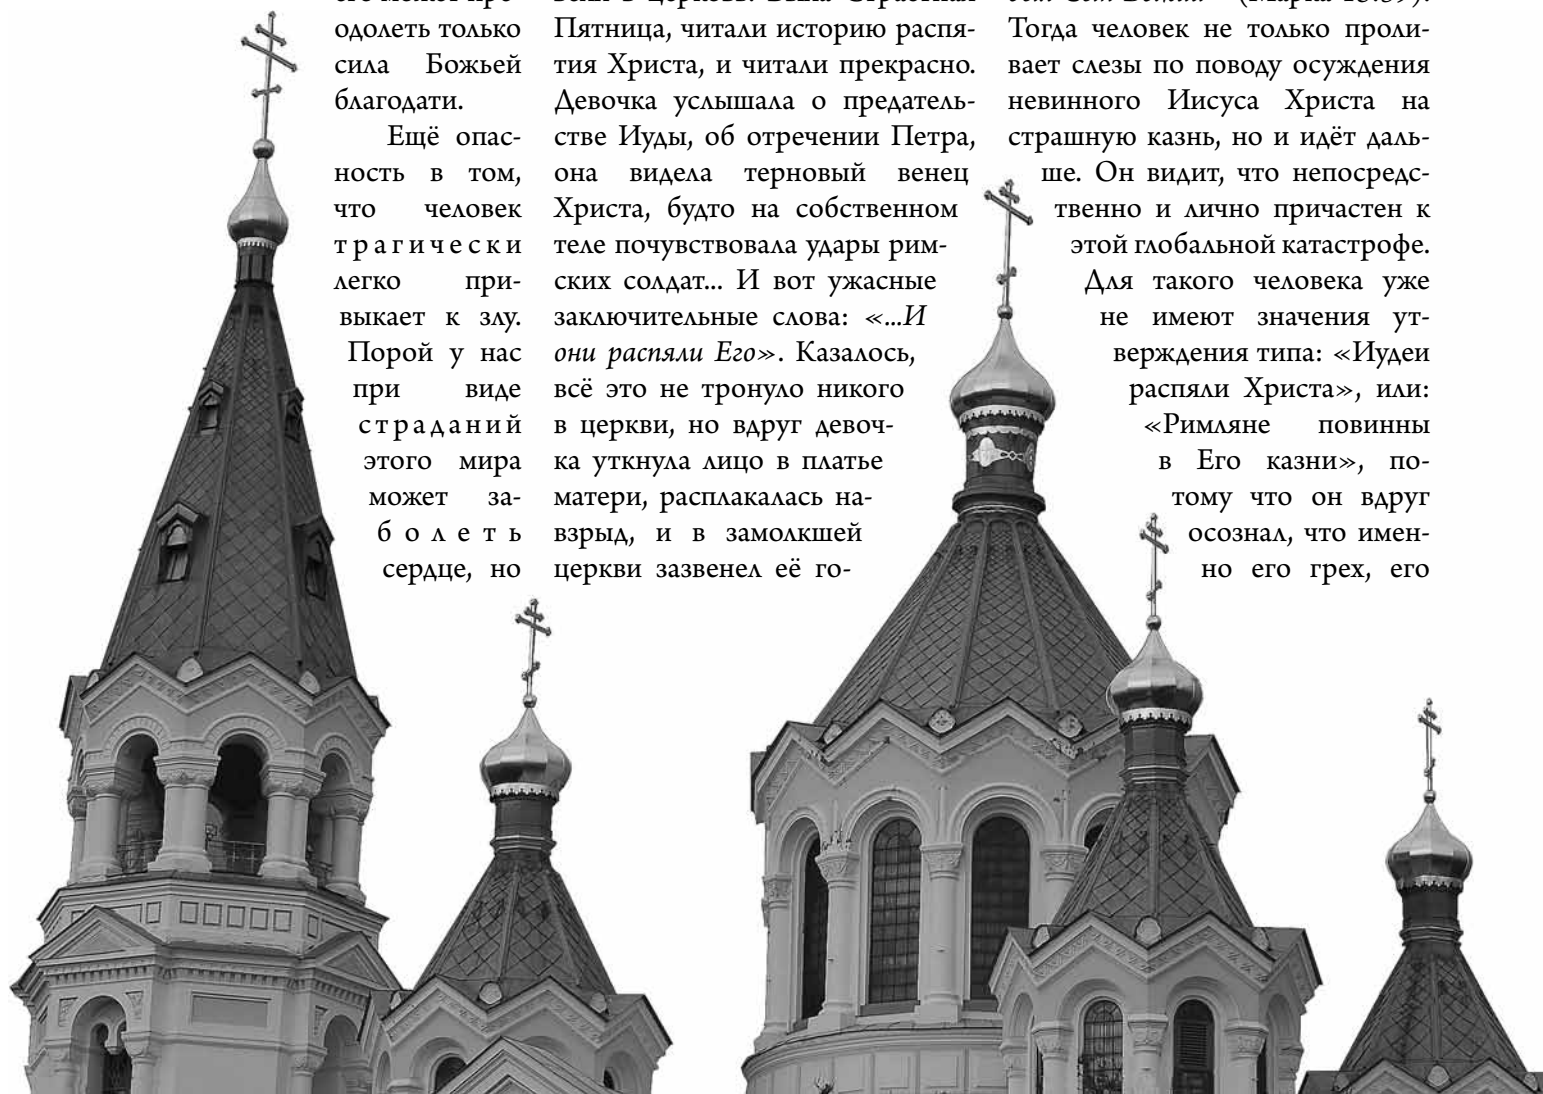 одолеть только
сила Божьей
благодати.
Ещё опас-
ность в том,
что человек
трагически
легко при-
выкает к злу.
Порой у нас
при виде
страданий
этого мира
может за-
болеть
сердце, но
Пятница, читали историю распя-
тия Христа, и читали прекрасно.
Девочка услышала о предатель-
стве Иуды, об отречении Петра,
она видела терновый венец
Христа, будто на собственном
теле почувствовала удары рим-
ских солдат... И вот ужасные
заключительные слова: «...И
они распяли Его». Казалось,
всё это не тронуло никого
в церкви, но вдруг девоч-
ка уткнула лицо в платье
матери, расплакалась на-
взрыд, и в замолкшей
церкви зазвенел её го-
Тогда человек не только проли-
вает слезы по поводу осуждения
невинного Иисуса Христа на
страшную казнь, но и идёт даль-
ше. Он видит, что непосредс-
твенно и лично причастен к
этой глобальной катастрофе.
Для такого человека уже
не имеют значения ут-
верждения типа: «Иудеи
распяли Христа», или:
«Римляне повинны
в Его казни», по-
тому что он вдруг
осознал, что имен-
но его грех, его